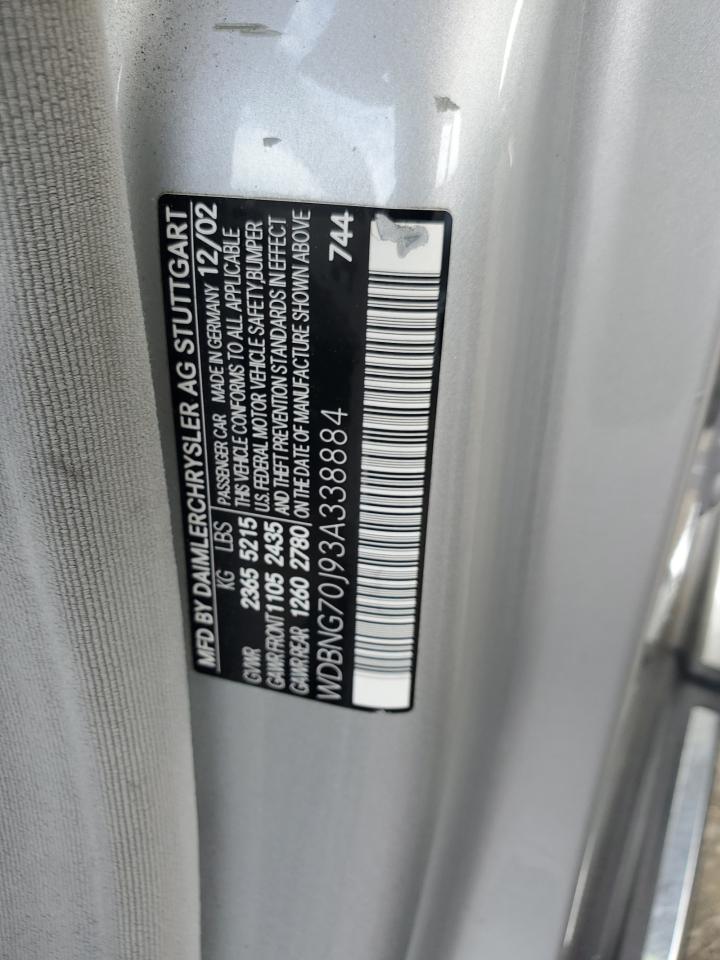 MFD BY DAIMLERCHRYSLER AG STUTTGART
KG LBS PASSENGER CAR MADE IN GERMANY 12/02
GVWR 2365 5215 THIS VEHICLE CONFORMS TO ALL APPLICABLE
U.S. FEDERAL MOTOR VEHICLE SAFETY,BUMPER
GAWR FRONT 1105 2435 AND THEFT PREVENTION STANDARDS IN EFFECT
GAWR REAR 1260 2780 ON THE DATE OF MANUFACTURE SHOWN ABOVE
WDBNG70J93A338884 744